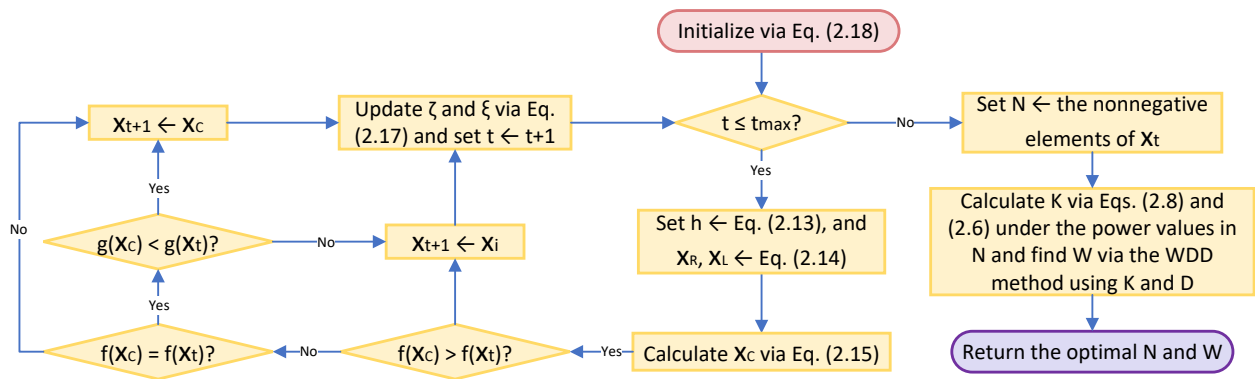 Initialize via Eq. (2.18)
t ≤ tmax?
No
Set N ← the nonnegative
elements of Xt
Calculate K via Eqs. (2.8) and
(2.6) under the power values in
N and find W via the WDD
method using K and D
Return the optimal N and W
Yes
Set h ← Eq. (2.13), and
XR, XL ← Eq. (2.14)
Calculate XC via Eq. (2.15)
Yes
f(XC) > f(Xt)?
No
f(XC) = f(Xt)?
Yes
No
g(XC) < g(Xt)?
No
Yes
Xt+1 ← Xi
Xt+1 ← XC
Update ζ and ξ via Eq.
(2.17) and set t ← t+1